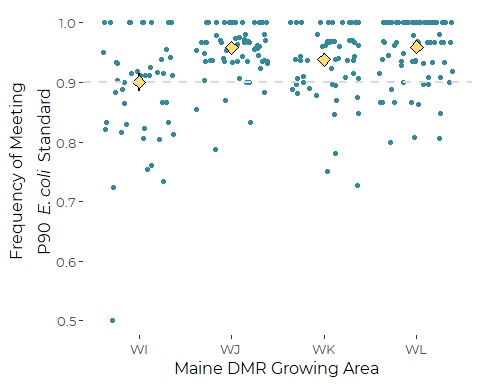 Frequency of Meeting
P90 E. coli Standard
1.0
0.9
0.8
0.7
0.6
0.5
WI WJ WK WL
Maine DMR Growing Area